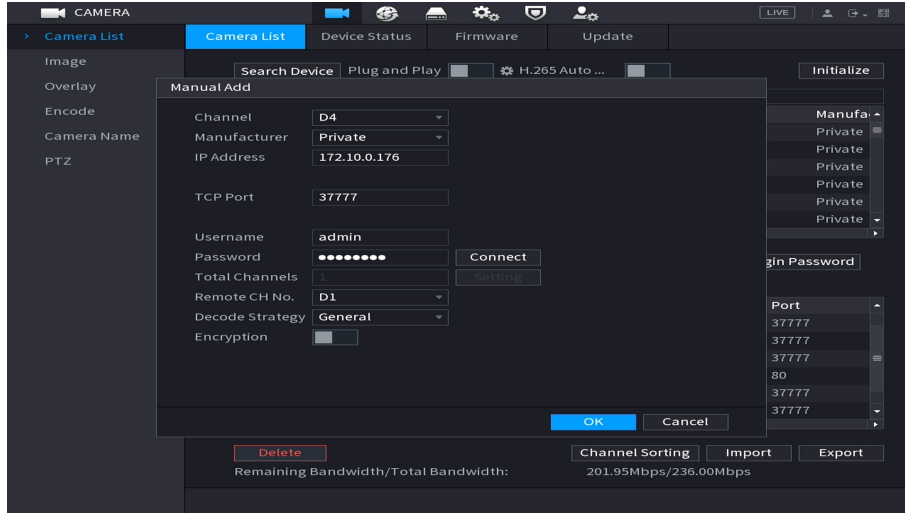 CAMERA
LIVE
> Camera List
Camera List Device Status Firmware Update
Image
Overlay
Encode
Camera Name
PTZ
Search Device Plug and Play H.265 Auto ... Initialize
Manual Add
Channel D4
Manufacturer Private
IP Address 172.10.0.176
TCP Port 37777
Username admin
Password ●●●●●●●●
Connect
Total Channels 1
Setting
Remote CH No. D1
Decode Strategy General
Encryption
OK Cancel
Manufa
Private
Private
Private
Private
Private
Private
gin Password
Port
37777
37777
37777
80
37777
37777
Delete Channel Sorting Import Export
Remaining Bandwidth/Total Bandwidth: 201.95Mbps/236.00Mbps